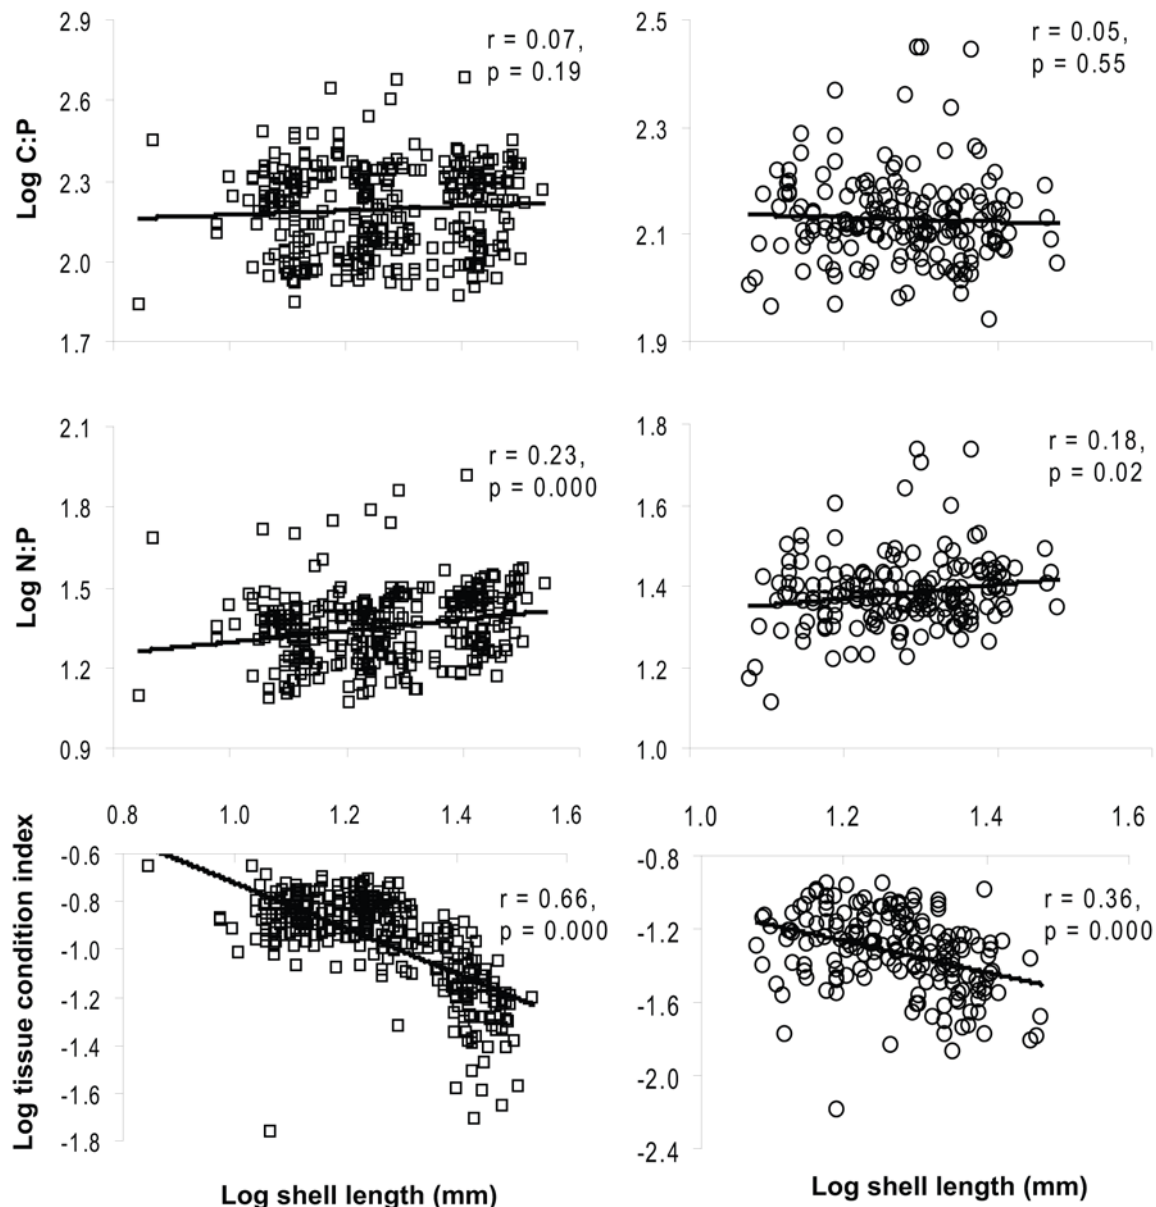 Log C:P
2.9
2.6
2.3
2.0
1.7
r = 0.07,
p = 0.19
2.5
2.3
2.1
1.9
r = 0.05,
p = 0.55
Log N:P
2.1
1.8
1.5
1.2
0.9
r = 0.23,
p = 0.000
1.8
1.6
1.4
1.2
1.0
r = 0.18,
p = 0.02
Log tissue condition index
0.8 1.0 1.2 1.4 1.6
-0.6
-0.8
-1.0
-1.2
-1.4
-1.6
-1.8
r = 0.66,
p = 0.000
Log shell length (mm)
1.0 1.2 1.4 1.6
-0.8
-1.2
-1.6
-2.0
-2.4
r = 0.36,
p = 0.000
Log shell length (mm)